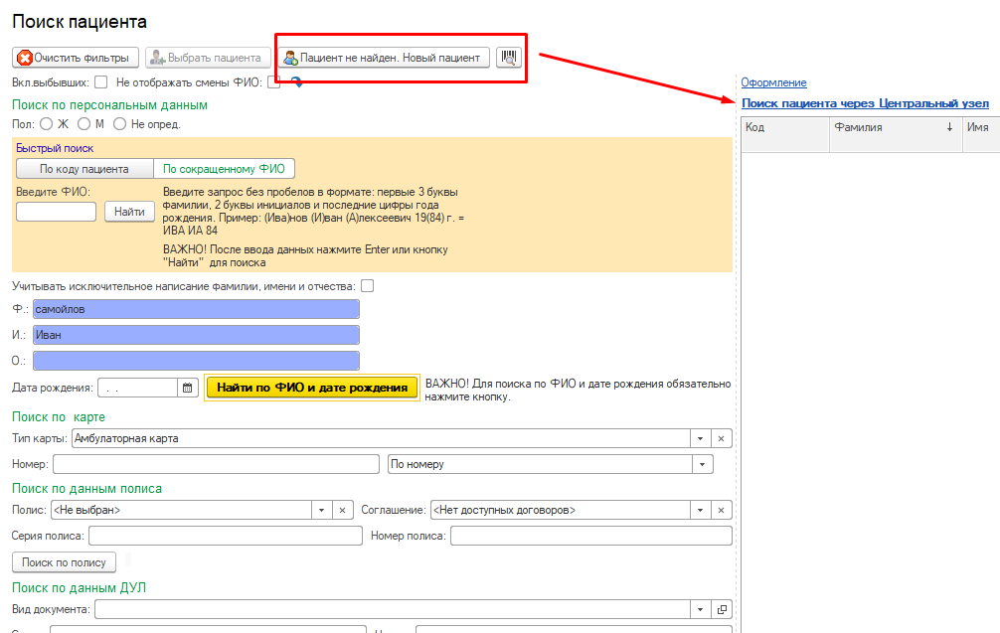 Поиск пациента
Очистить фильтры Выбрать пациента Пациент не найден. Новый пациент
Вкл.выбывших: Не отображать смены ФИО:
Оформление
Поиск по персональным данным
Поиск пациента через Центральный узел
Пол: Ж М Не опред.
Код Фамилия ↓ Имя
Быстрый поиск
По коду пациента По сокращенному ФИО
Введите ФИО:
Найти
Введите запрос без пробелов в формате: первые 3 буквы
фамилии, 2 буквы инициалов и последние цифры года
рождения. Пример: (Ива)нов (И)ван (А)лексеевич 19(84) г. =
ИВА ИА 84
ВАЖНО! После ввода данных нажмите Enter или кнопку
"Найти" для поиска
Учитывать исключительное написание фамилии, имени и отчества:
Ф.: самойлов
И.: Иван
О.:
Дата рождения: . . Найти по ФИО и дате рождения
ВАЖНО! Для поиска по ФИО и дате рождения обязательно
нажмите кнопку.
Поиск по карте
Тип карты: Амбулаторная карта
Номер: По номеру
Поиск по данным полиса
Полис: <Не выбран> Соглашение: <Нет доступных договоров>
Серия полиса: Номер полиса:
Поиск по полису
Поиск по данным ДУЛ
Вид документа: